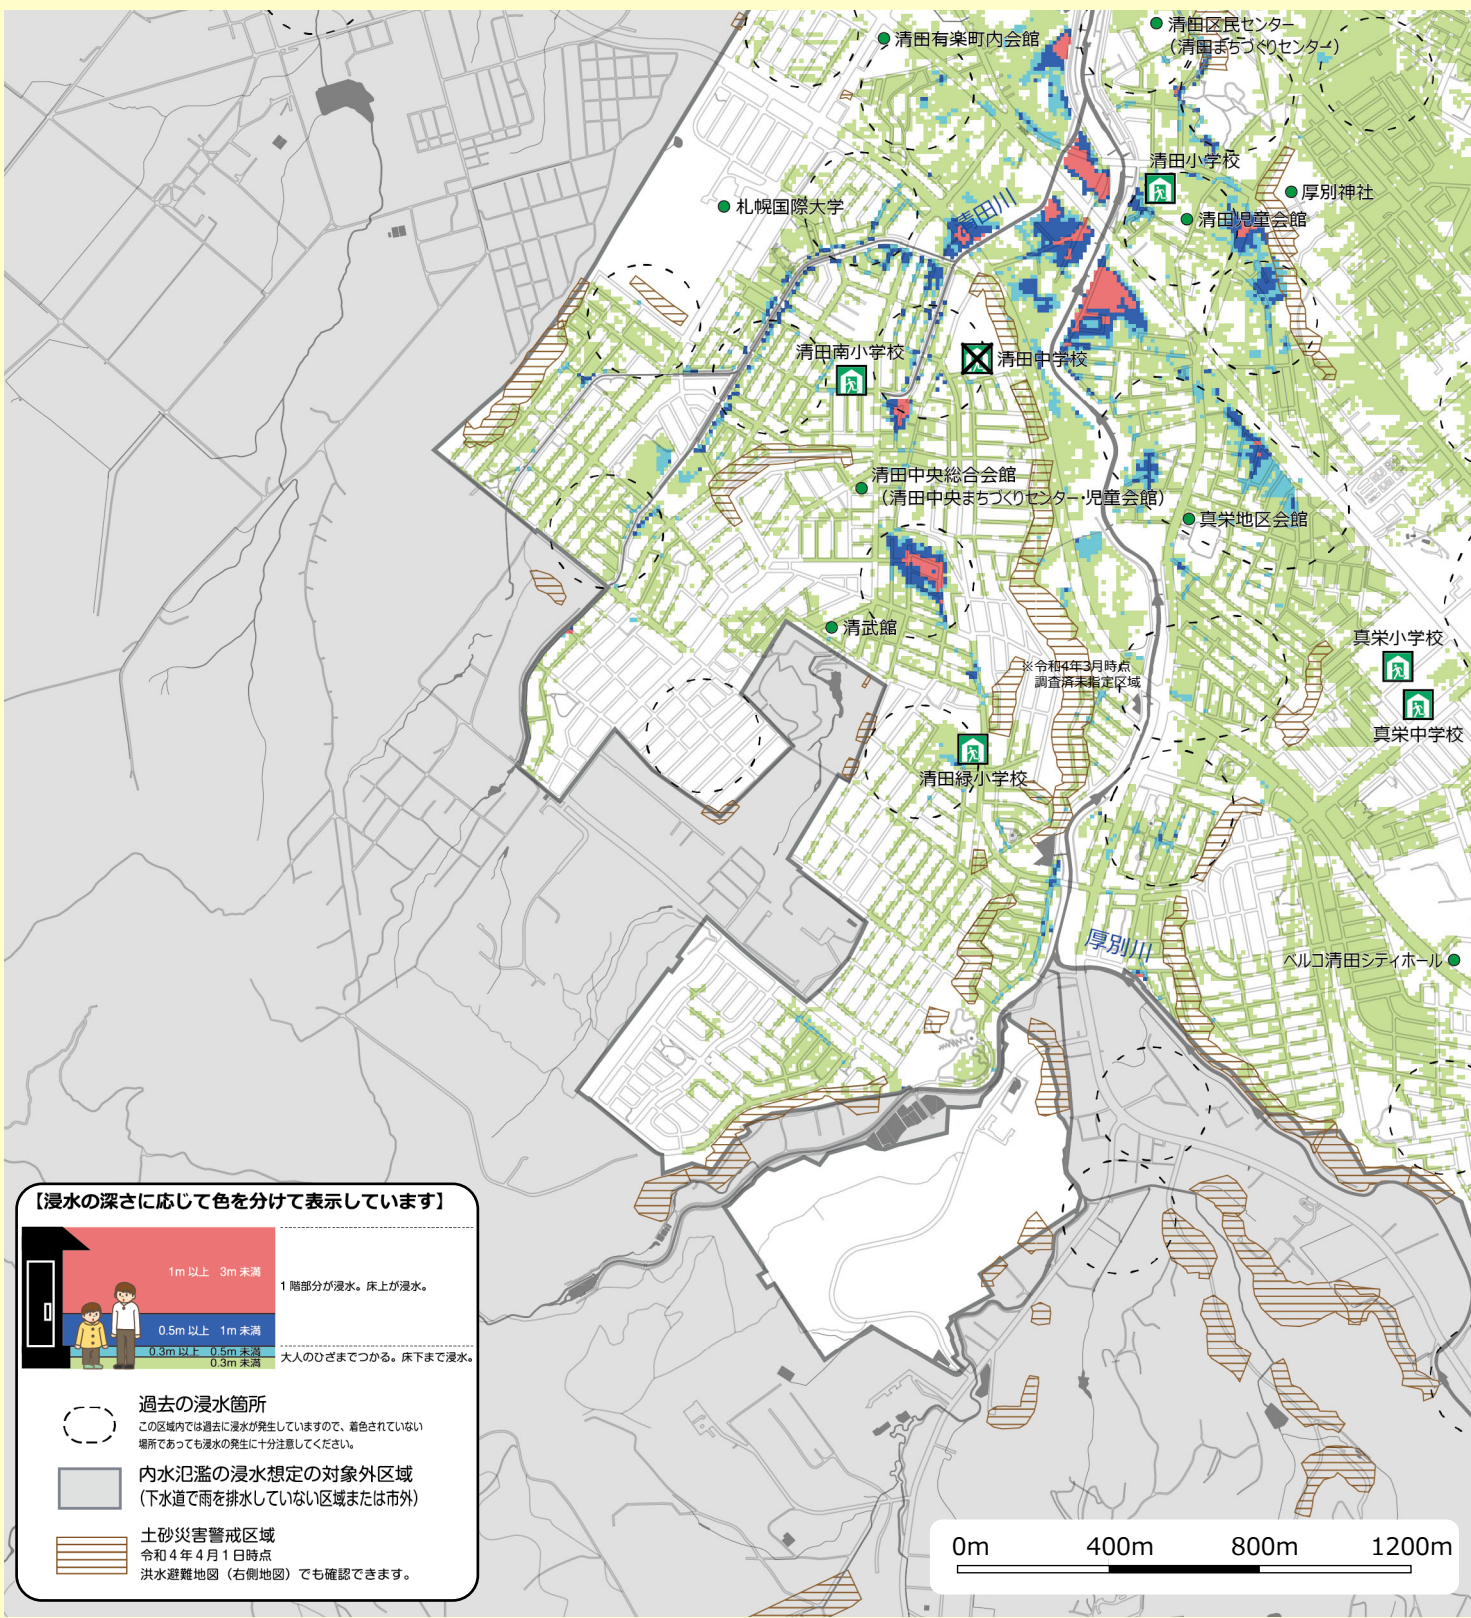 清田有楽町内会館
清田区民センター
（清田まちづくりセンター）
清田小学校
厚別神社
札幌国際大学
清田川
清田児童会館
清田南小学校
清田中学校
清田中央総合会館
（清田中央まちづくりセンター・児童会館）
真栄地区会館
清武館
真栄小学校
※令和4年3月時点
調査済未指定区域
真栄中学校
清田緑小学校
厚別川
ベルコ清田シティホール
【浸水の深さに応じて色を分けて表示しています】
1m 以上　3m 未満
1 階部分が浸水。床上が浸水。
0.5m 以上　1m 未満
0.3m 以上　0.5m 未満
0.3m 未満
大人のひざまでつかる。床下まで浸水。
過去の浸水箇所
この区域内では過去に浸水が発生していますので、着色されていない
場所であっても浸水の発生に十分注意してください。
内水氾濫の浸水想定の対象外区域
（下水道で雨を排水していない区域または市外）
土砂災害警戒区域
令和４年４月１日時点
洪水避難地図（右側地図）でも確認できます。
0m 400m 800m 1200m